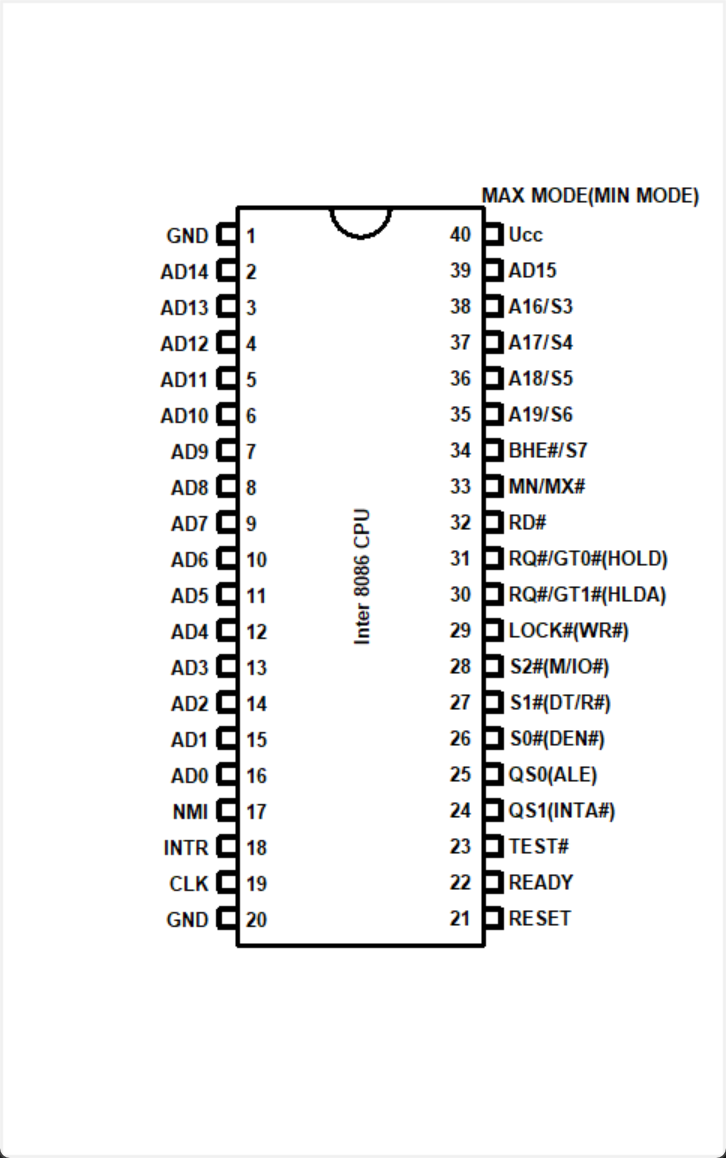 MAX MODE(MIN MODE)
GND 1 40 Ucc
AD14 2 39 AD15
AD13 3 38 A16/S3
AD12 4 37 A17/S4
AD11 5 36 A18/S5
AD10 6 35 A19/S6
AD9 7 34 BHE#/S7
AD8 8 33 MN/MX#
AD7 9 32 RD#
AD6 10 31 RQ#/GT0#(HOLD)
AD5 11 30 RQ#/GT1#(HLDA)
AD4 12 29 LOCK#(WR#)
AD3 13 28 S2#(M/IO#)
AD2 14 27 S1#(DT/R#)
AD1 15 26 S0#(DEN#)
AD0 16 25 QS0(ALE)
NMI 17 24 QS1(INTA#)
INTR 18 23 TEST#
CLK 19 22 READY
GND 20 21 RESET
Inter 8086 CPU